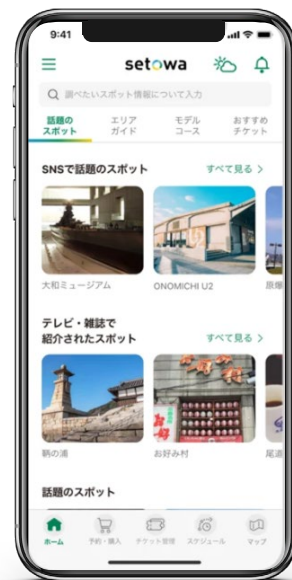 9:41
setowa
調べたいスポット情報について入力
話題の
スポット
エリア
ガイド
モデル
コース
おすすめ
チケット
SNSで話題のスポット
すべて見る
大和ミュージアム
ONOMICHI U2
原爆
テレビ・雑誌で
紹介されたスポット
すべて見る
鞆の浦
お好み村
尾道
話題のスポット
ホーム
予約・購入
チケット管理
スケジュール
マップ